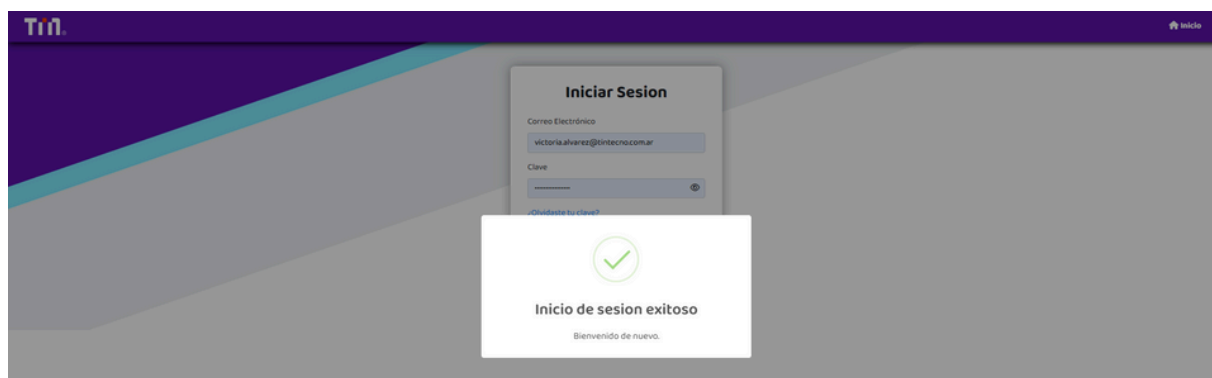 Tin.
Inicio
Iniciar Sesion
Correo Electrónico
victoria.alvarez@tintecno.com.ar
Clave
¿Olvidaste tu clave?
Inicio de sesion exitoso
Bienvenido de nuevo.